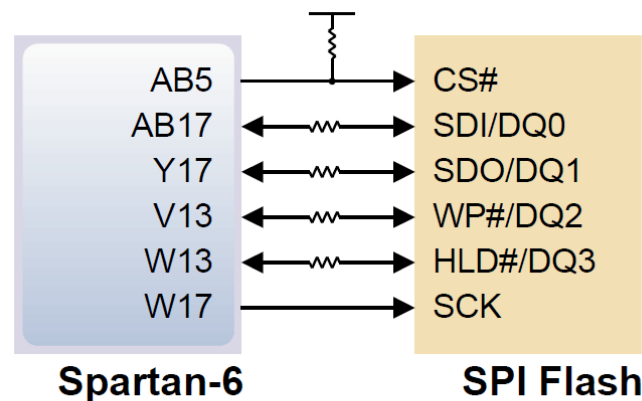 AB5 CS#
AB17 SDI/DQ0
Y17 SDO/DQ1
V13 WP#/DQ2
W13 HLD#/DQ3
W17 SCK
Spartan-6 SPI Flash